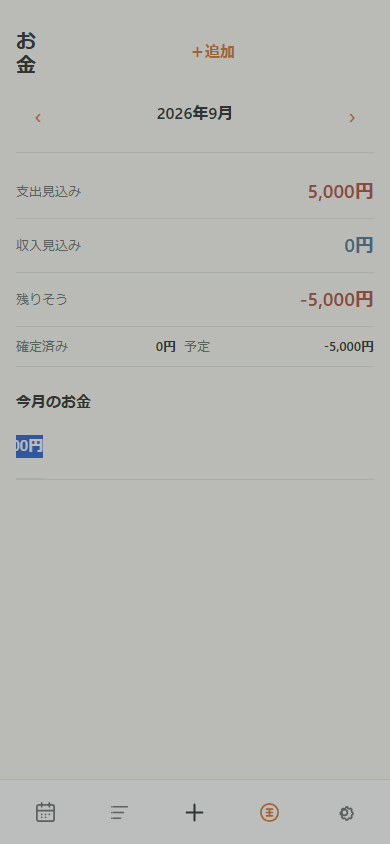 お
金
+追加
‹ 2026年9月 ›
支出見込み 5,000円
収入見込み 0円
残りそう -5,000円
確定済み 0円 予定 -5,000円
今月のお金
00円